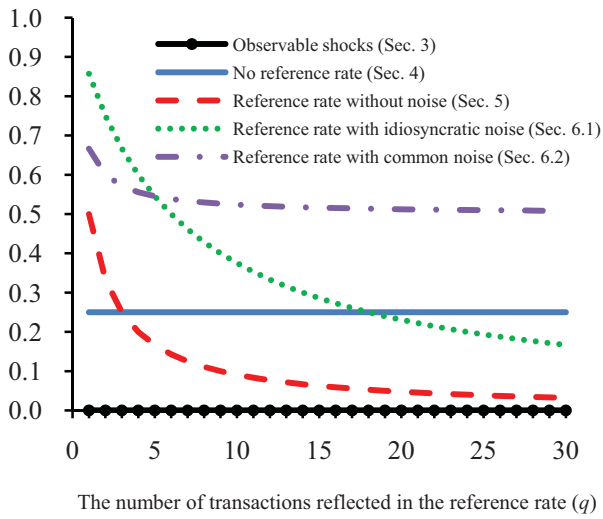 1.0
0.9
0.8
0.7
0.6
0.5
0.4
0.3
0.2
0.1
0.0
Observable shocks (Sec. 3)
No reference rate (Sec. 4)
Reference rate without noise (Sec. 5)
Reference rate with idiosyncratic noise (Sec. 6.1)
Reference rate with common noise (Sec. 6.2)
0 5 10 15 20 25 30
The number of transactions reflected in the reference rate (q)